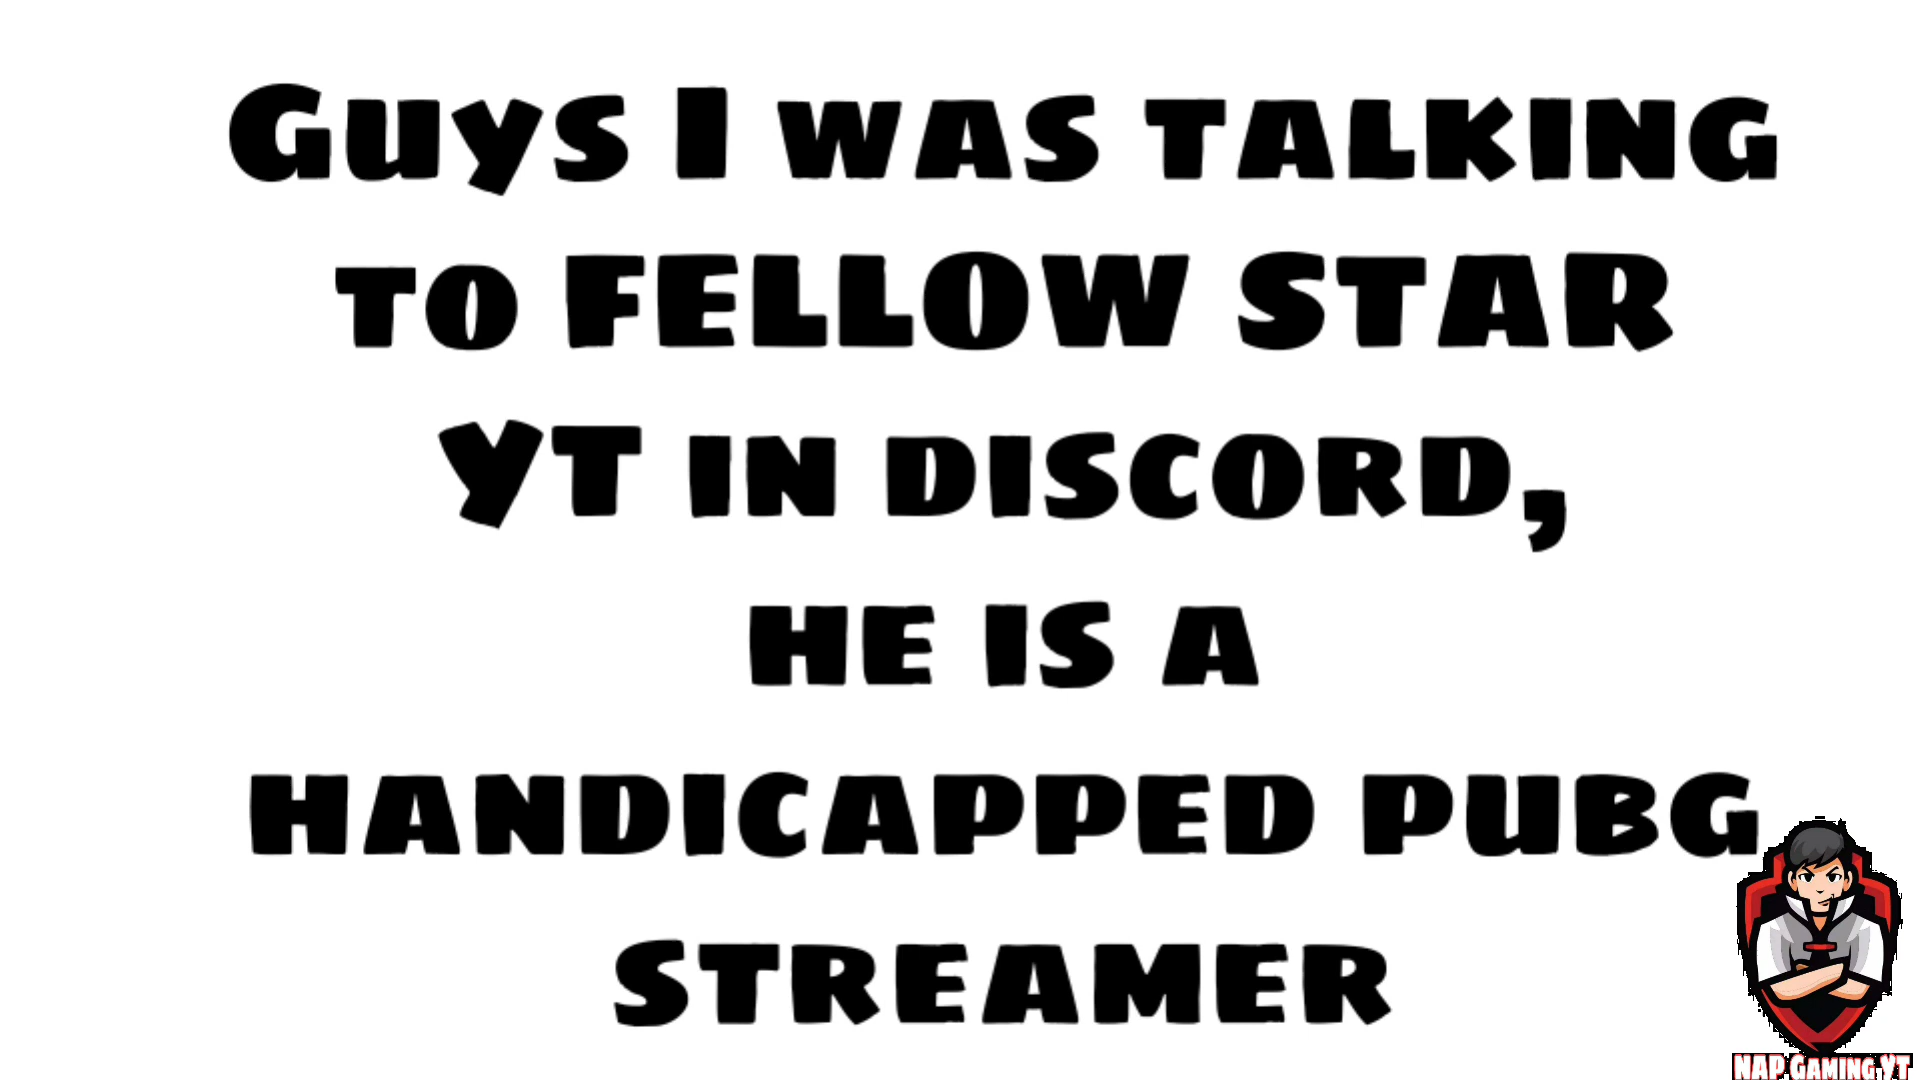 Guys I was talking
to FELLOW STAR
YT in discord,
he is a
handicapped pubg
streamer
NAP Gaming YT